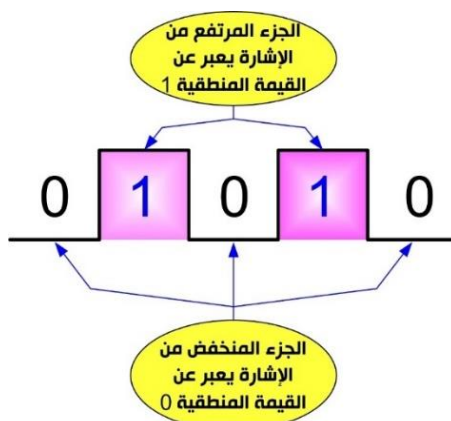 الجزء المرتفع من
الإشارة يعبر عن
القيمة المنطقية 1
0 1 0 1 0
الجزء المنخفض من
الإشارة يعبر عن
القيمة المنطقية 0